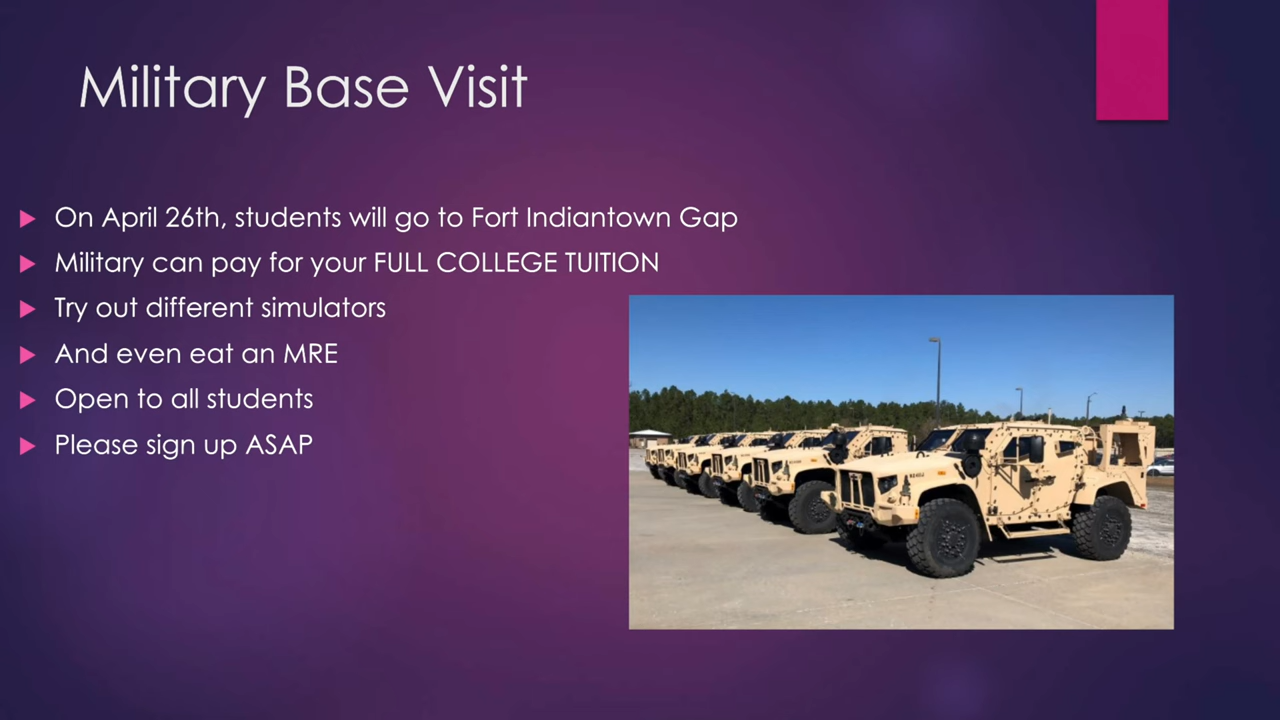 Military Base Visit
On April 26th, students will go to Fort Indiantown Gap
Military can pay for your FULL COLLEGE TUITION
Try out different simulators
And even eat an MRE
Open to all students
Please sign up ASAP